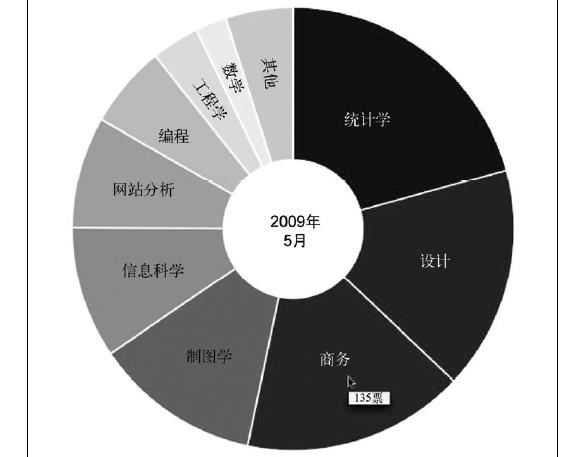 统计学
设计
商务
135票
制图学
信息科学
网站分析
编程
工程学
数学
其他
2009年
5月